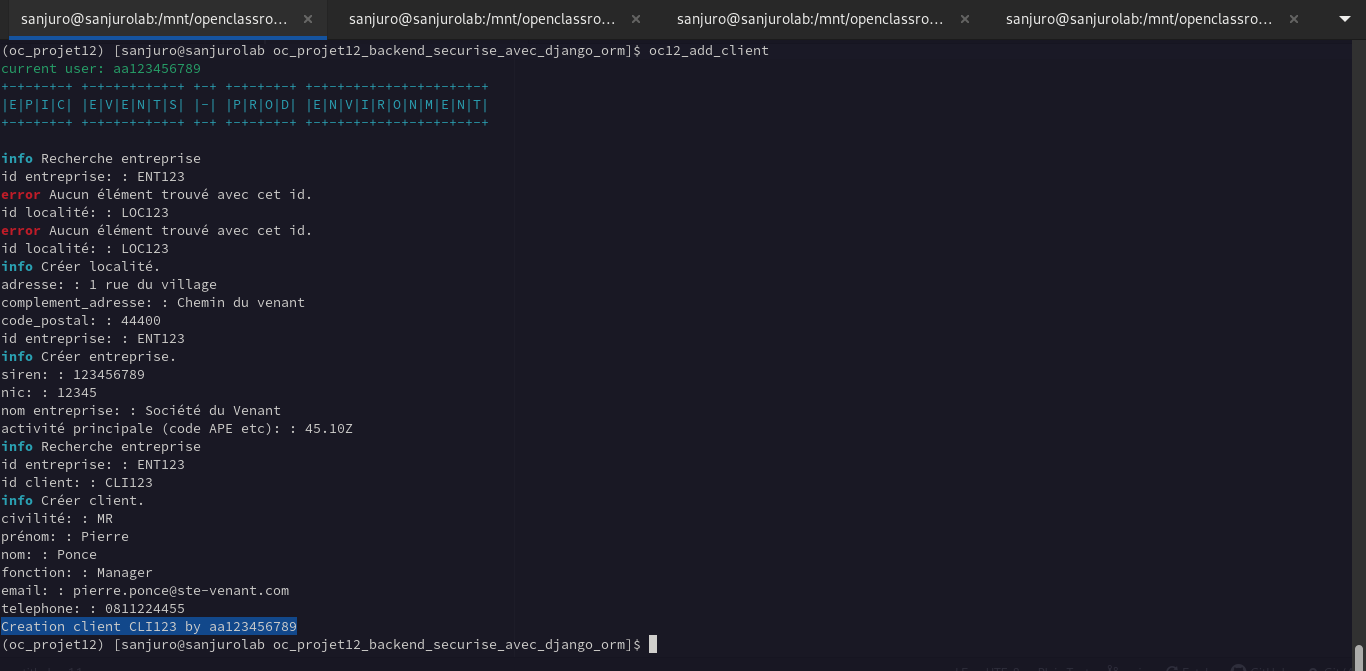 sanjuro@sanjurolab:/mnt/openclassro... × sanjuro@sanjurolab:/mnt/openclassro... × sanjuro@sanjurolab:/mnt/openclassro... × sanjuro@sanjurolab:/mnt/openclassro... ×
(oc_projet12) [sanjuro@sanjurolab oc_projet12_backend_securise_avec_django_orm]$ oc12_add_client
current user: aa123456789
+-+-+-+-+ +-+-+-+-+-+-+ +-+ +-+-+-+-+ +-+-+-+-+-+-+-+-+-+-+-+
|E|P|I|C| |E|V|E|N|T|S| |-| |P|R|O|D| |E|N|V|I|R|O|N|M|E|N|T|
+-+-+-+-+ +-+-+-+-+-+-+ +-+ +-+-+-+-+ +-+-+-+-+-+-+-+-+-+-+-+
info Recherche entreprise
id entreprise: : ENT123
error Aucun élément trouvé avec cet id.
id localité: : LOC123
error Aucun élément trouvé avec cet id.
id localité: : LOC123
info Créer localité.
adresse: : 1 rue du village
complement_adresse: : Chemin du venant
code_postal: : 44400
id entreprise: : ENT123
info Créer entreprise.
siren: : 123456789
nic: : 12345
nom entreprise: : Société du Venant
activité principale (code APE etc): : 45.10Z
info Recherche entreprise
id entreprise: : ENT123
id client: : CLI123
info Créer client.
civilité: : MR
prénom: : Pierre
nom: : Ponce
fonction: : Manager
email: : pierre.ponce@ste-venant.com
telephone: : 0811224455
Creation client CLI123 by aa123456789
(oc_projet12) [sanjuro@sanjurolab oc_projet12_backend_securise_avec_django_orm]$